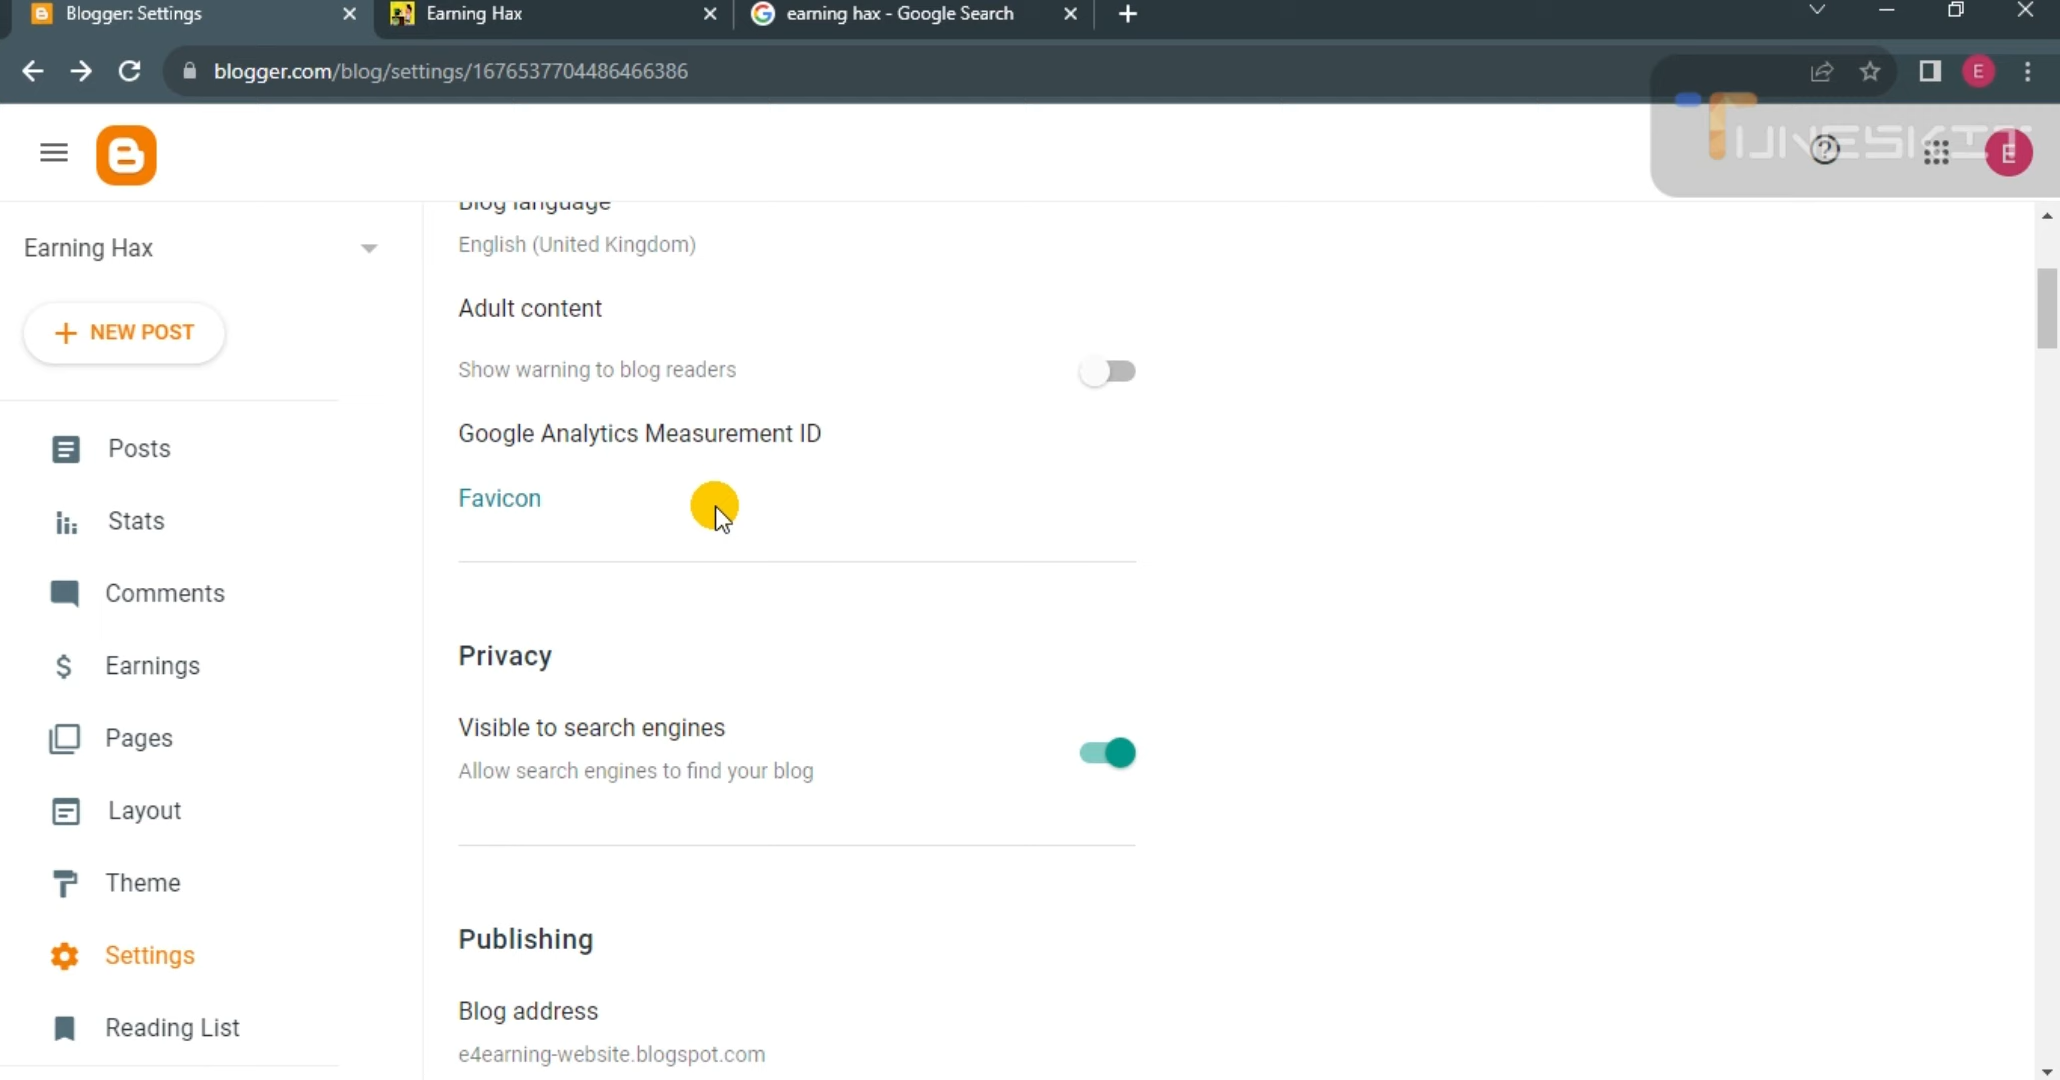 Blogger: Settings
Earning Hax
earning hax - Google Search
blogger.com/blog/settings/1676537704486466386
E
TUNESKIT
E
Blog language
English (United Kingdom)
Earning Hax
Adult content
NEW POST
Show warning to blog readers
Google Analytics Measurement ID
Posts
Favicon
Stats
Comments
Privacy
Earnings
Visible to search engines
Pages
Allow search engines to find your blog
Layout
Theme
Publishing
Settings
Blog address
Reading List
e4earning-website.blogspot.com